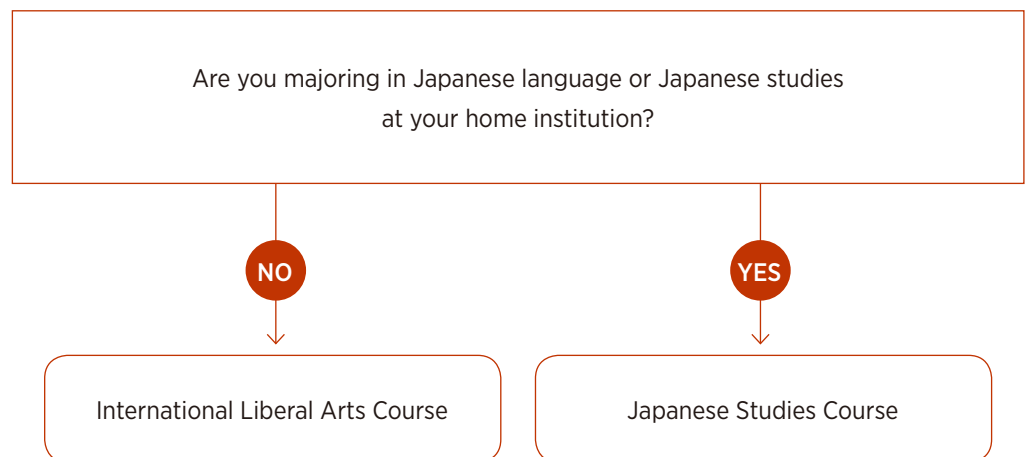 Are you majoring in Japanese language or Japanese studies
at your home institution?
NO
YES
International Liberal Arts Course
Japanese Studies Course